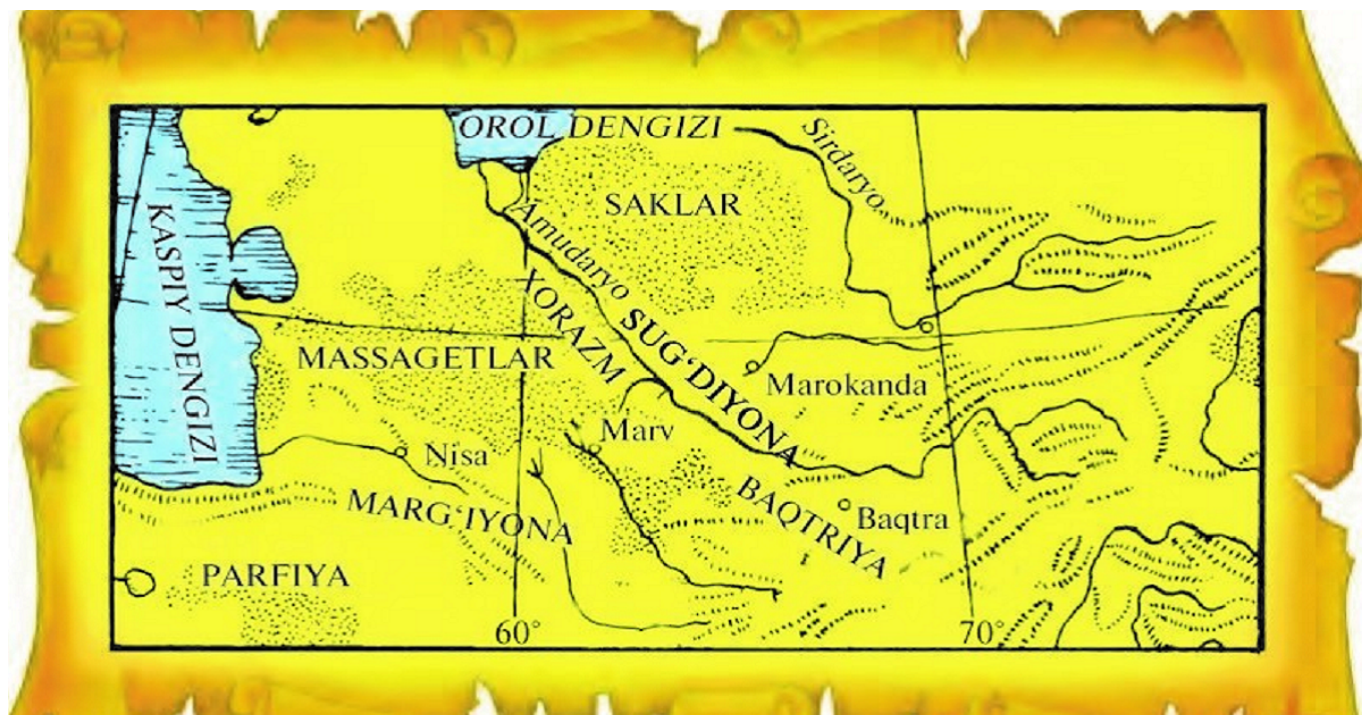 OROL DENGIZI
Sirdaryo
SAKLAR
KASPIY DENGIZI
Amudaryo
XORAZM
SUG‘DIYONA
MASSAGETLAR
Marokanda
Marv
Nisa
MARG‘IYONA
BAQTRIYA
Baqtra
PARFIYA
60°
70°